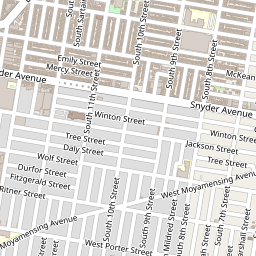 South Sartain
South 10th Street
South 9th Street
South 8th Street
Emily Street
Mercy Street
McKean
Snyder Avenue
der Avenue
South 11th Street
Winton Street
Winton Street
Tree Street
Daly Street
Jackson Street
Tree Street
Wolf Street
Durfor Street
Fitzgerald Street
Ritner Street
West Moyamensing Avenue
Moyamensing Avenue
South 10th Street
South 9th Street
Mildred Street
South 8th Street
South 7th Street
West Porter Street